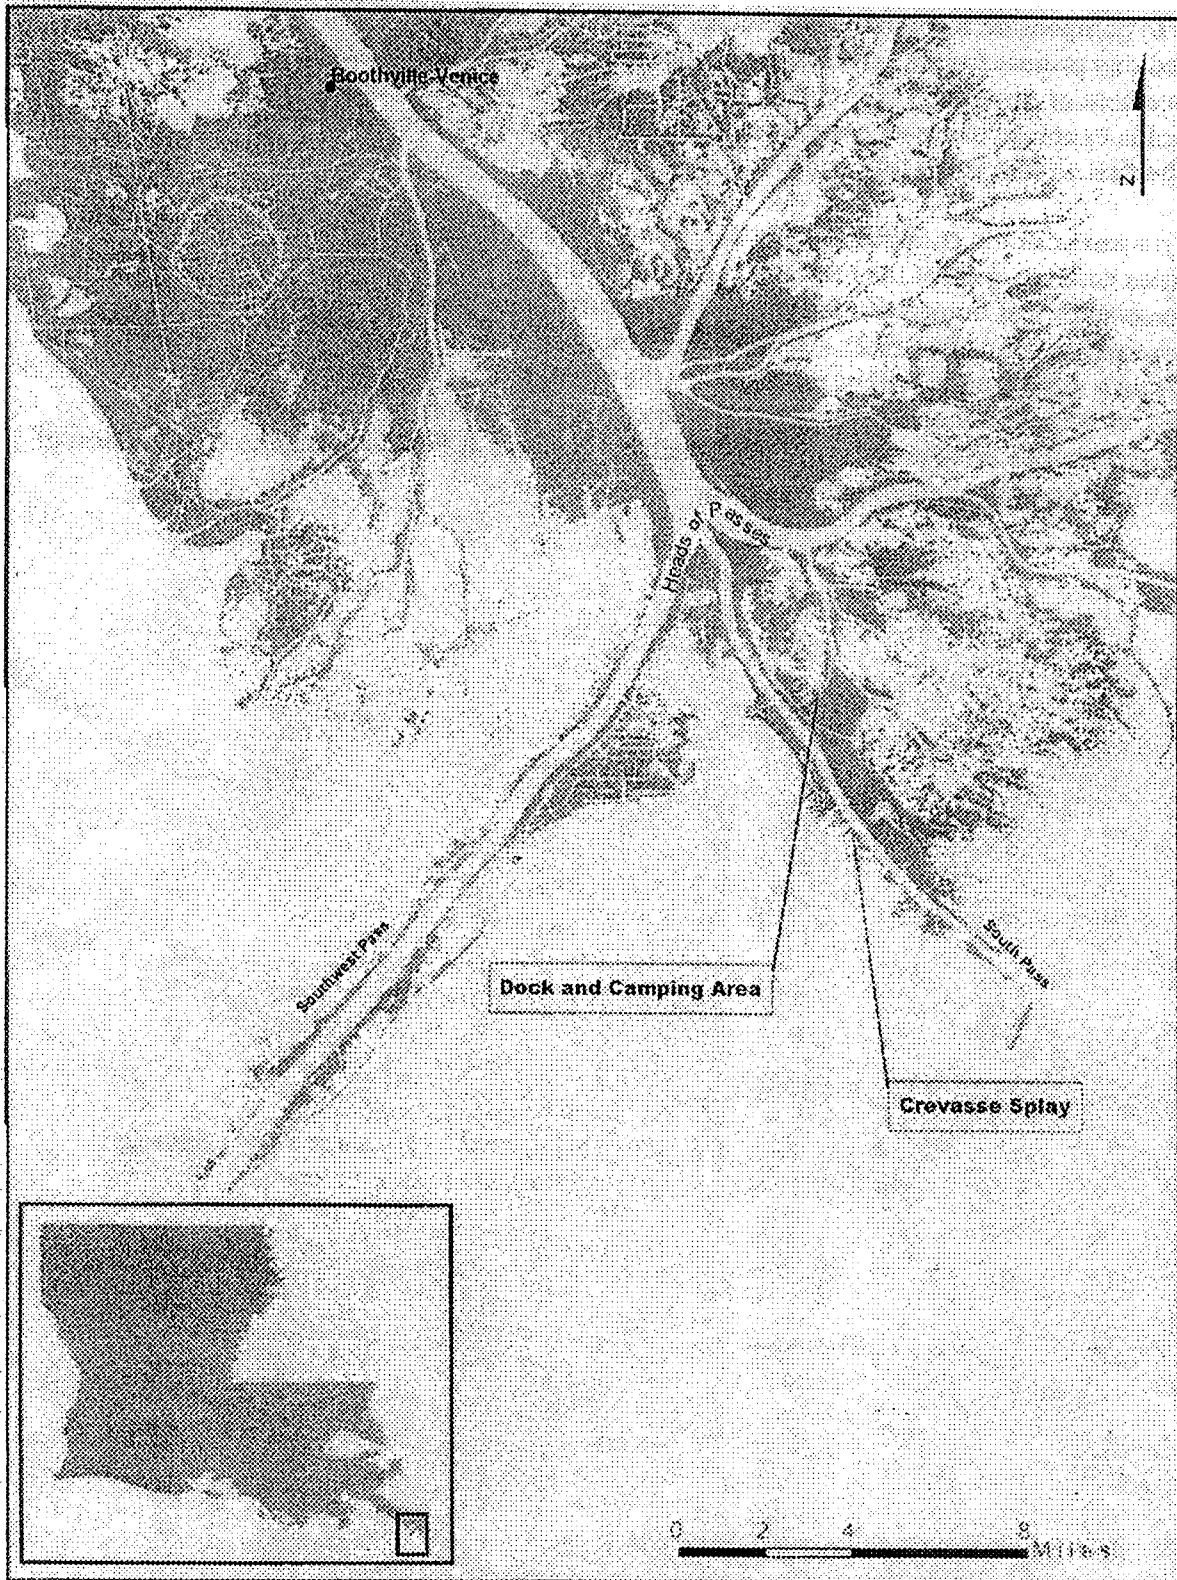 Boothville-Venice
N
Heads of Passes
Southwest Pass
South Pass
Dock and Camping Area
Crevasse Splay
0 2 4 8
Miles